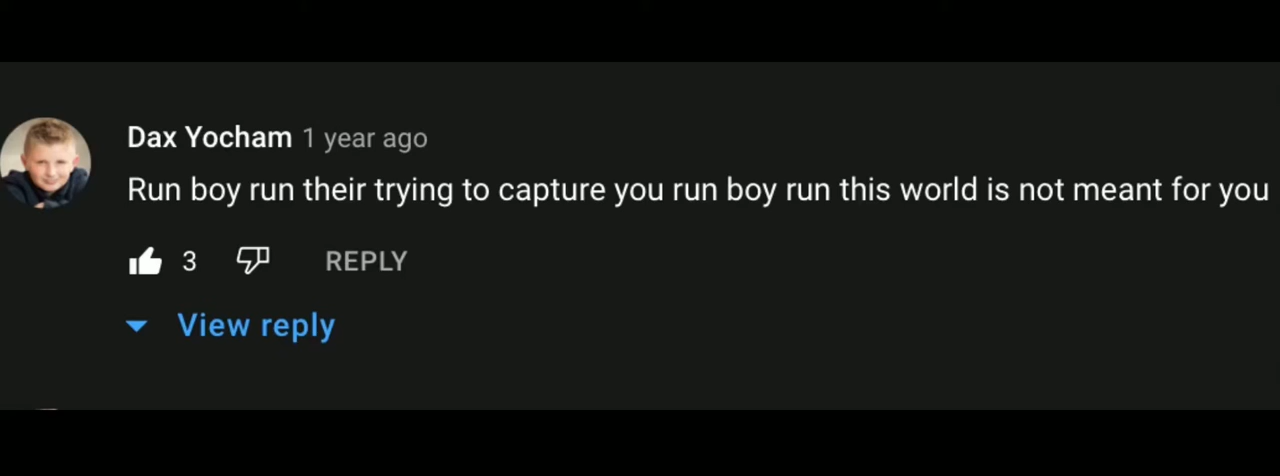 Dax Yocham 1 year ago
Run boy run their trying to capture you run boy run this world is not meant for you
3 REPLY
View reply